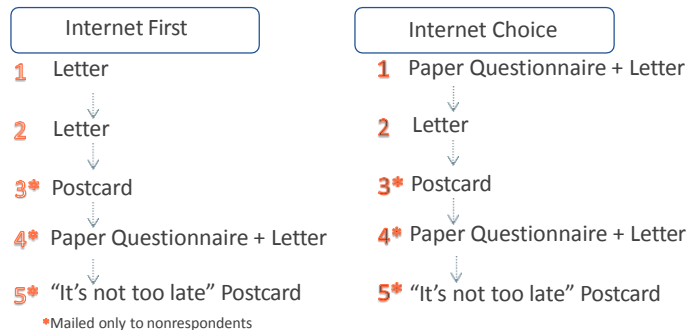 Internet First
1 Letter
2 Letter
3* Postcard
4* Paper Questionnaire + Letter
5* “It’s not too late” Postcard
*Mailed only to nonrespondents
Internet Choice
1 Paper Questionnaire + Letter
2 Letter
3* Postcard
4* Paper Questionnaire + Letter
5* “It’s not too late” Postcard